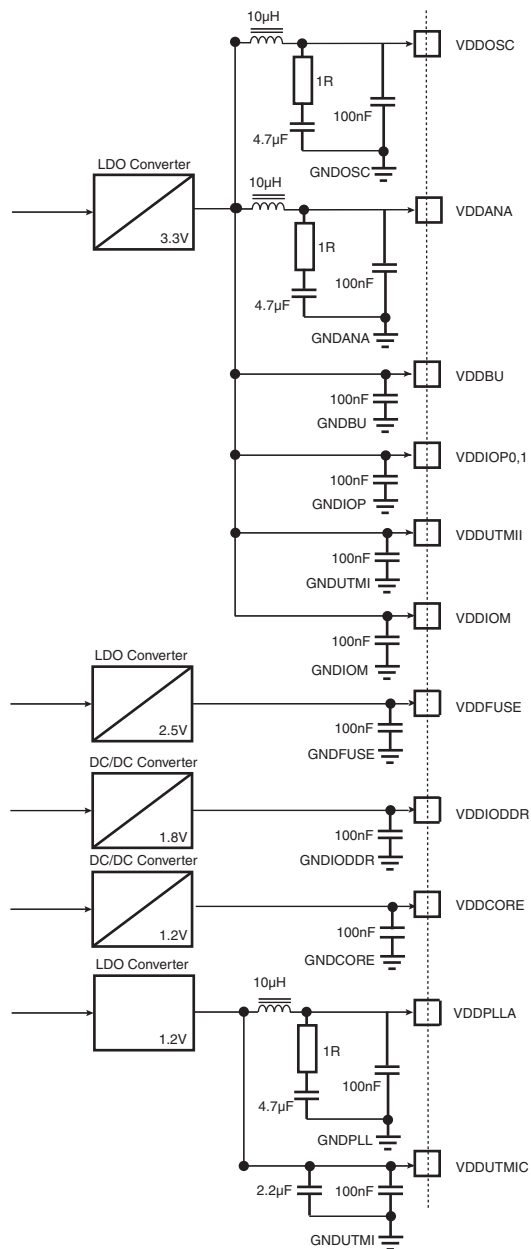 10µH
VDDOSC
1R
100nF
4.7µF
GNDOSC
LDO Converter
3.3V
10µH
VDDANA
1R
100nF
4.7µF
GNDANA
VDDBU
100nF
GNDBU
VDDIOP0,1
100nF
GNDIOP
VDDUTMII
100nF
GNDUTMI
VDDIOM
100nF
GNDIOM
LDO Converter
2.5V
VDDFUSE
100nF
GNDFUSE
DC/DC Converter
1.8V
VDDIODDR
100nF
GNDIODDR
DC/DC Converter
1.2V
VDDCORE
100nF
GNDCORE
LDO Converter
1.2V
10µH
VDDPLLA
1R
100nF
4.7µF
GNDPLL
VDDUTMIC
2.2µF
100nF
GNDUTMI